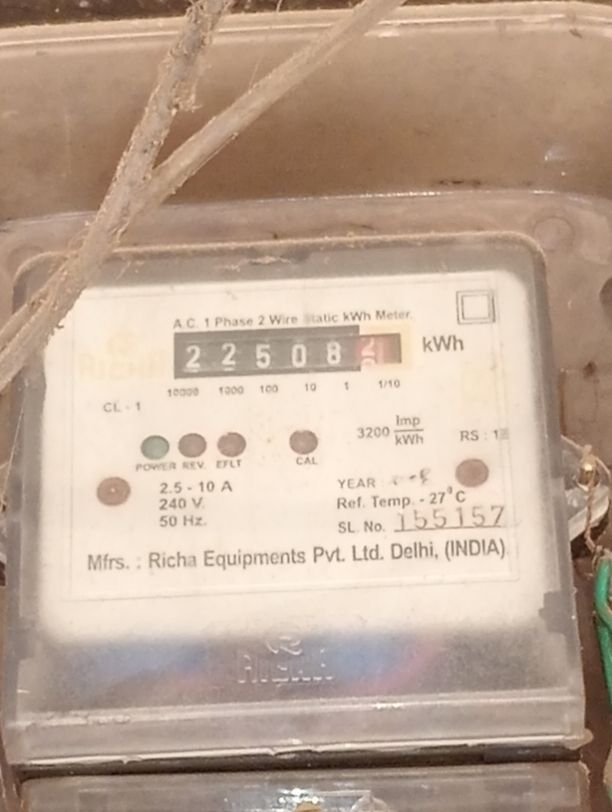 A.C. 1 Phase 2 Wire Static kWh Meter.
22508 kWh
10000 1000 100 10 1 1/10
CL - 1
3200 Imp/kWh
POWER REV. EFLT CAL
2.5 - 10 A
240 V.
50 Hz.
YEAR :
Ref. Temp. - 27°C
SL. No. 155157
Mfrs. : Richa Equipments Pvt. Ltd. Delhi, (INDIA)
RICHA